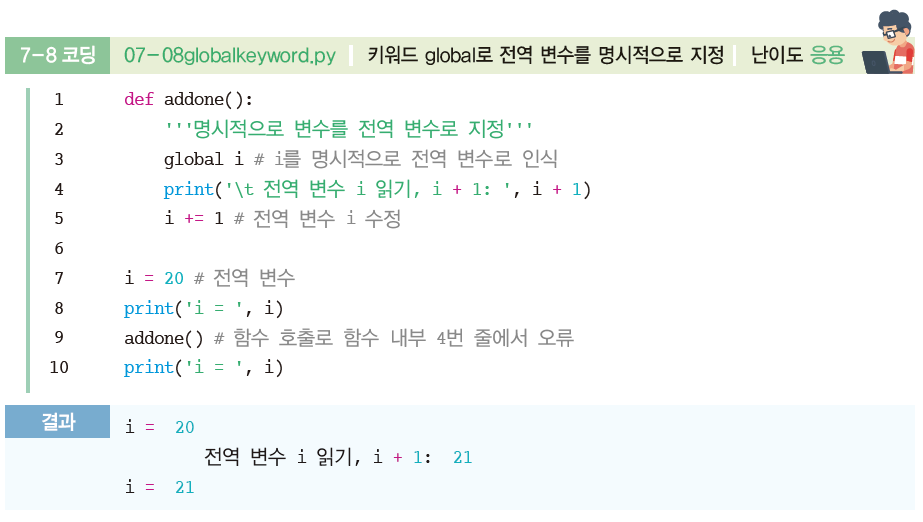 7-8 코딩 07-08globalkeyword.py 키워드 global로 전역 변수를 명시적으로 지정 난이도 응용
1 def addone():
2 '''명시적으로 변수를 전역 변수로 지정'''
3 global i # i를 명시적으로 전역 변수로 인식
4 print('\t 전역 변수 i 읽기, i + 1: ', i + 1)
5 i += 1 # 전역 변수 i 수정
6
7 i = 20 # 전역 변수
8 print('i = ', i)
9 addone() # 함수 호출로 함수 내부 4번 줄에서 오류
10 print('i = ', i)
결과
i = 20
전역 변수 i 읽기, i + 1: 21
i = 21